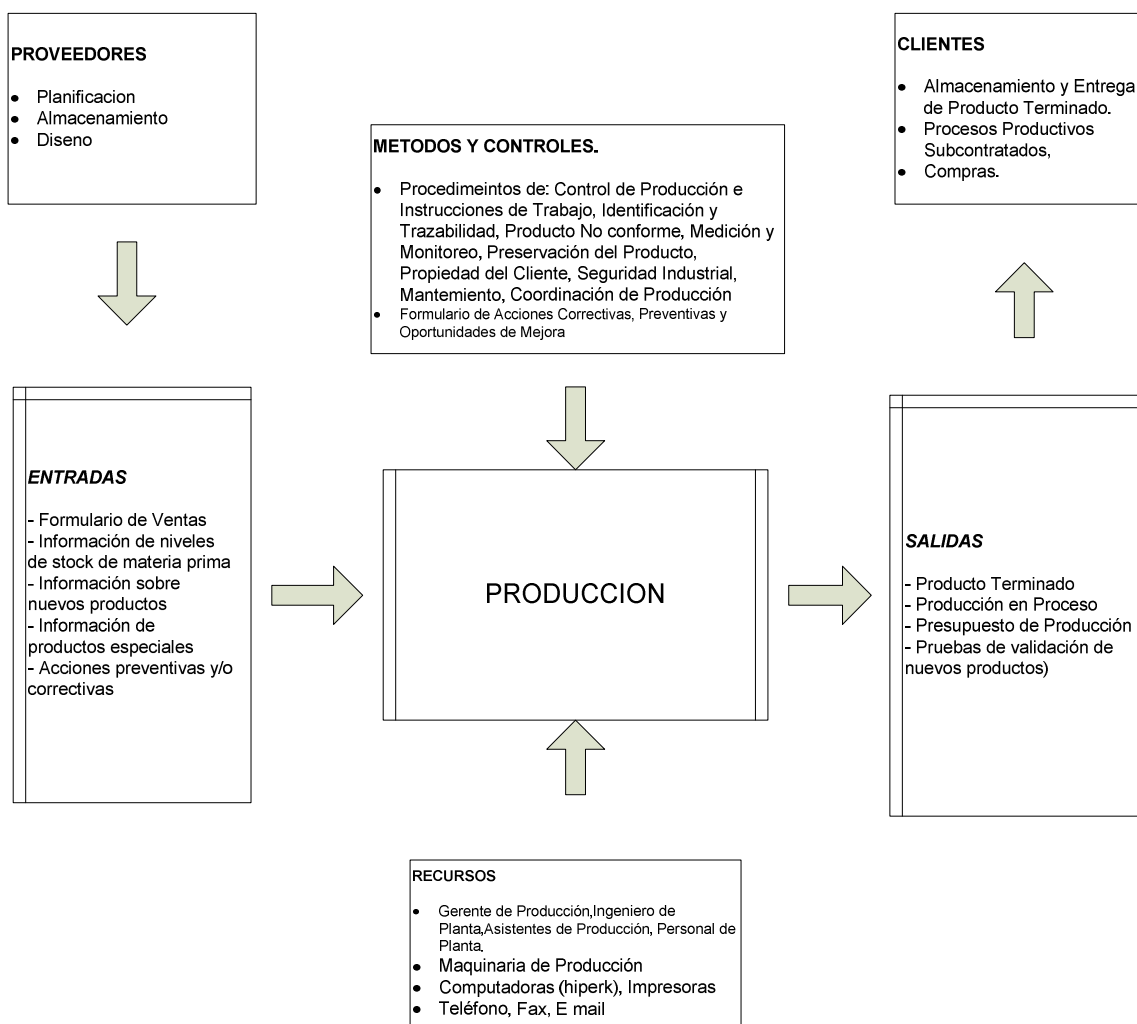 PROVEEDORES
• Planificacion
• Almacenamiento
• Diseno
METODOS Y CONTROLES.
• Procedimeintos de: Control de Producción e
Instrucciones de Trabajo, Identificación y
Trazabilidad, Producto No conforme, Medición y
Monitoreo, Preservación del Producto,
Propiedad del Cliente, Seguridad Industrial,
Mantemiento, Coordinación de Producción
• Formulario de Acciones Correctivas, Preventivas y
Oportunidades de Mejora
CLIENTES
• Almacenamiento y Entrega
de Producto Terminado.
• Procesos Productivos
Subcontratados,
• Compras.
ENTRADAS
- Formulario de Ventas
- Información de niveles
de stock de materia prima
- Información sobre
nuevos productos
- Información de
productos especiales
- Acciones preventivas y/o
correctivas
PRODUCCION
SALIDAS
- Producto Terminado
- Producción en Proceso
- Presupuesto de Producción
- Pruebas de validación de
nuevos productos)
RECURSOS
• Gerente de Producción,Ingeniero de
Planta,Asistentes de Producción, Personal de
Planta.
• Maquinaria de Producción
• Computadoras (hiperk), Impresoras
• Teléfono, Fax, E mail